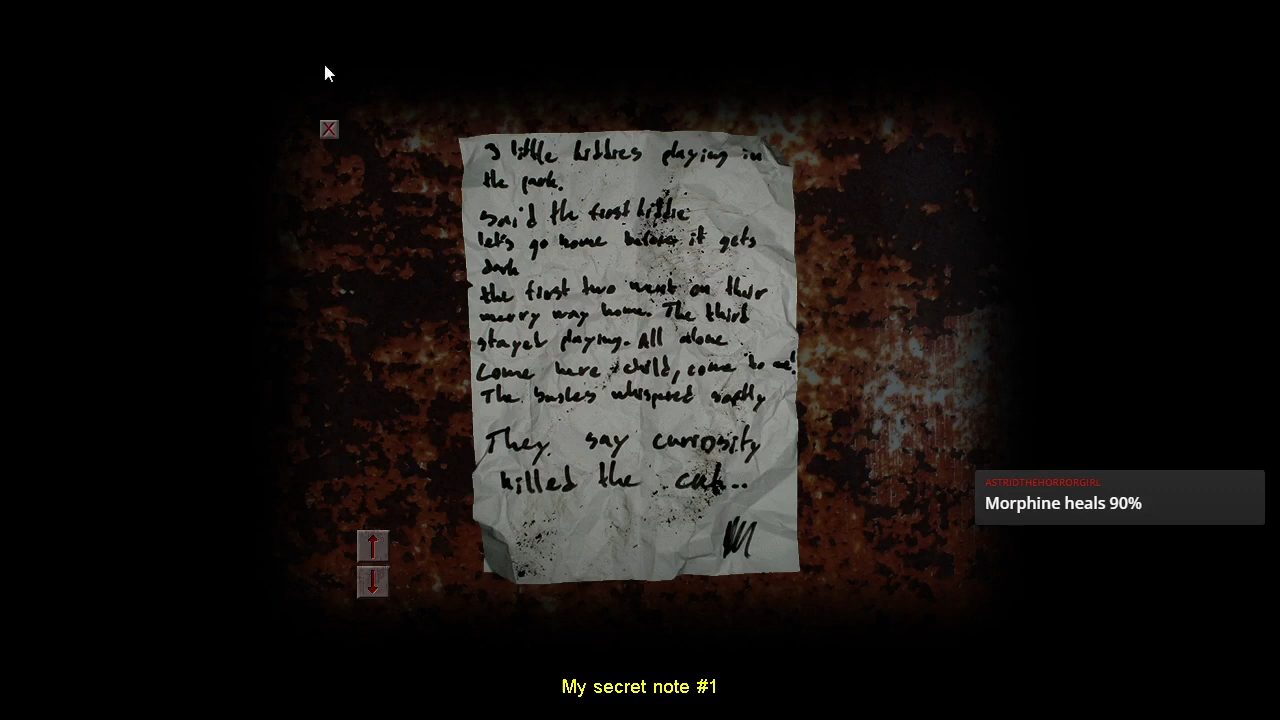 3 little kiddies playing in
the park.
said the first kiddie
let's go home before it gets
dark
the first two went on their
merry way home. The third
stayed playing. All alone
Come here child, come to me!
The bushes whispered softly
They say curiosity
killed the cat...
ASTRIDTHEHORRORGIRL
Morphine heals 90%
My secret note #1